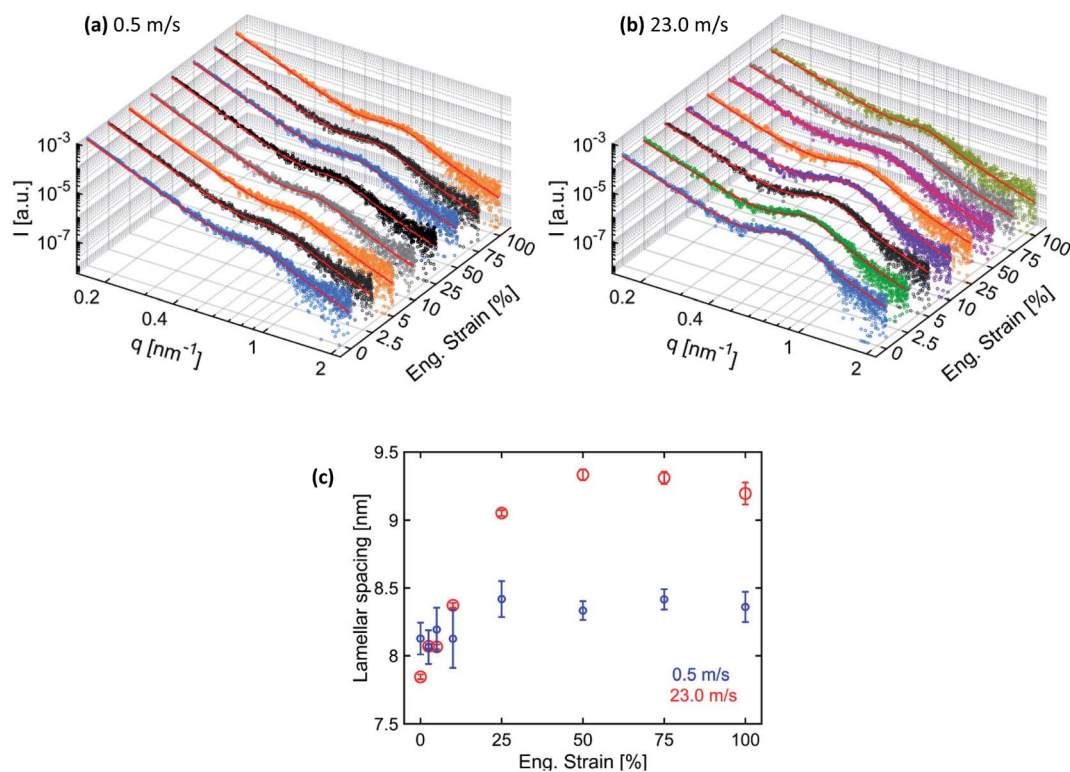 (a) 0.5 m/s
10⁻³
10⁻⁵
10⁻⁷
I [a.u.]
0.2
0.4
1
2
q [nm⁻¹]
0
2.5
5
10
25
50
75
100
Eng. Strain [%]
(b) 23.0 m/s
10⁻³
10⁻⁵
10⁻⁷
I [a.u.]
0.2
0.4
1
2
q [nm⁻¹]
0
2.5
5
10
25
50
75
100
Eng. Strain [%]
(c)
9.5
9
8.5
8
7.5
Lamellar spacing [nm]
0.5 m/s
23.0 m/s
0 25 50 75 100
Eng. Strain [%]